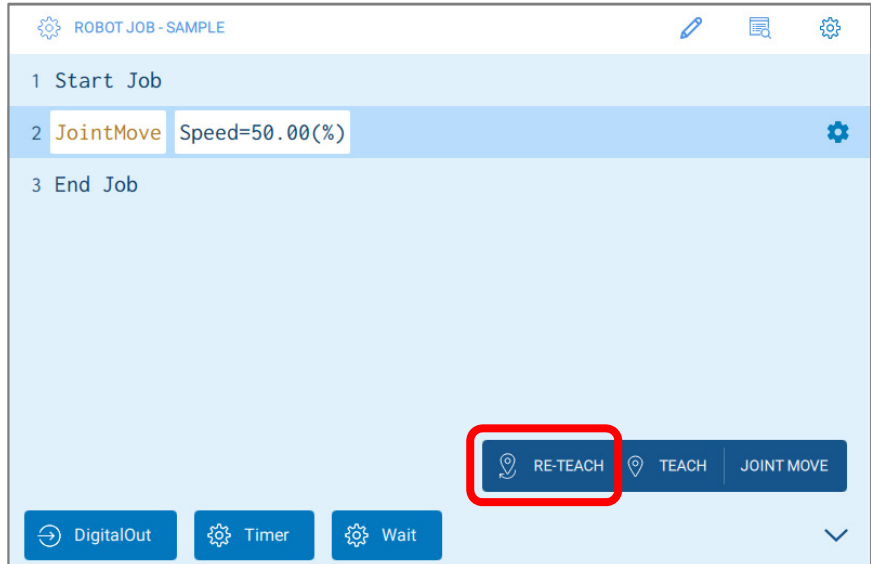 ROBOT JOB - SAMPLE
1 Start Job
2 JointMove Speed=50.00(%)
3 End Job
RE-TEACH TEACH JOINT MOVE
DigitalOut Timer Wait